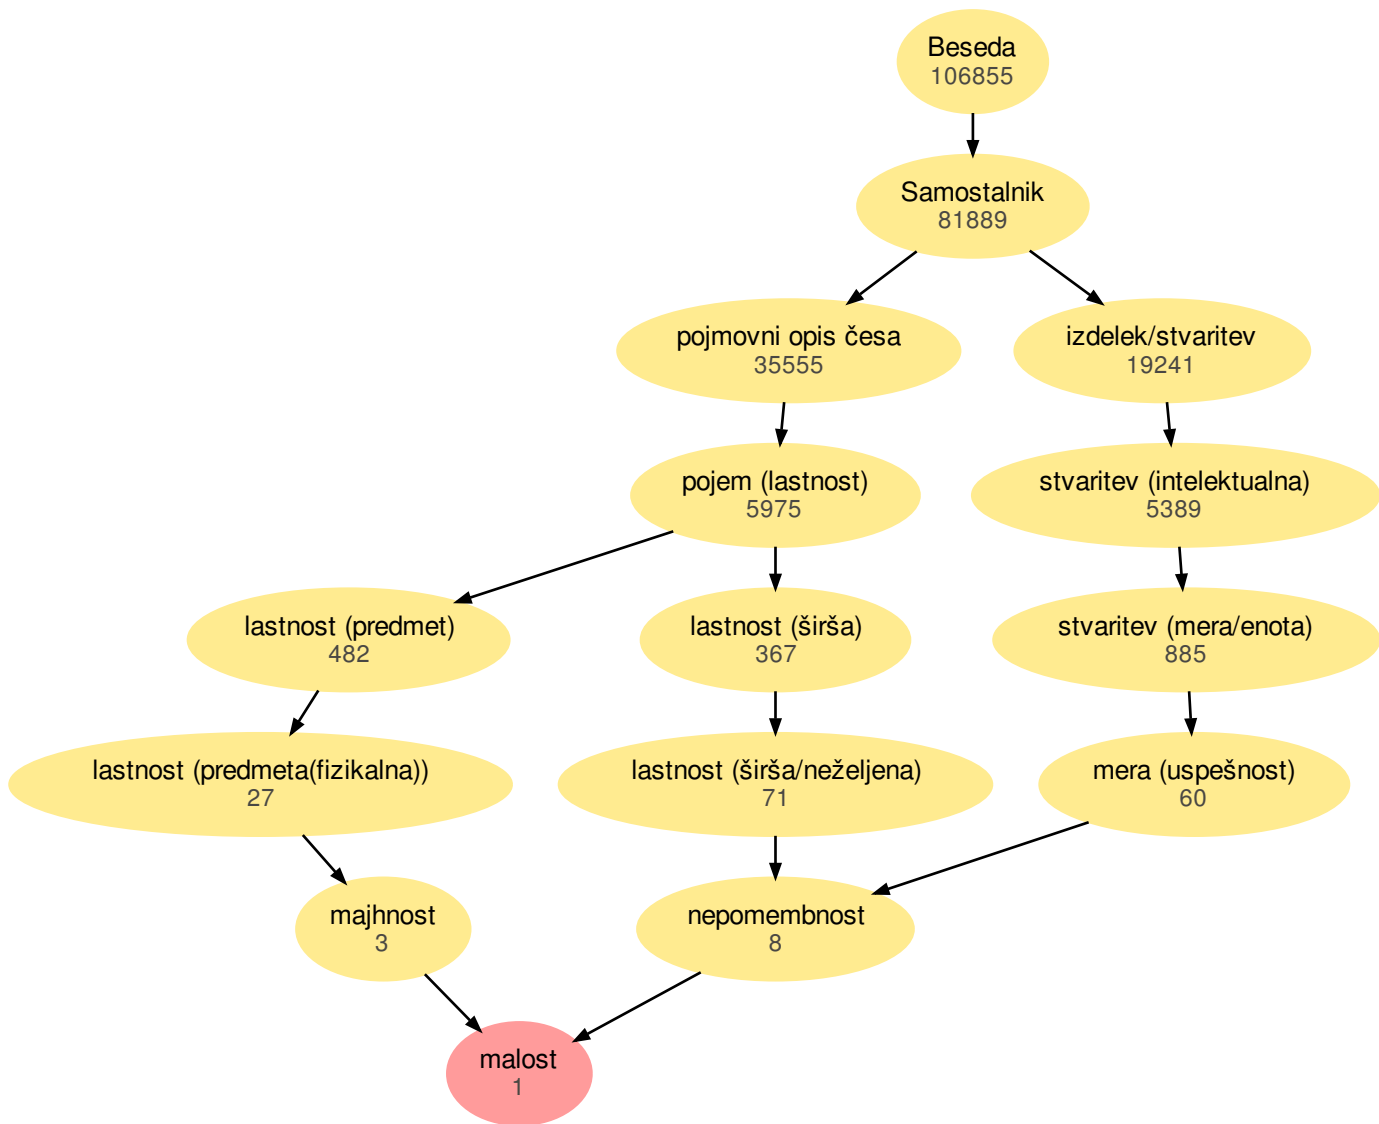 Beseda
106855
Samostalnik
81889
pojmovni opis česa
35555
izdelek/stvaritev
19241
pojem (lastnost)
5975
stvaritev (intelektualna)
5389
lastnost (predmet)
482
lastnost (širša)
367
stvaritev (mera/enota)
885
lastnost (predmeta(fizikalna))
27
lastnost (širša/neželjena)
71
mera (uspešnost)
60
majhnost
3
nepomembnost
8
malost
1